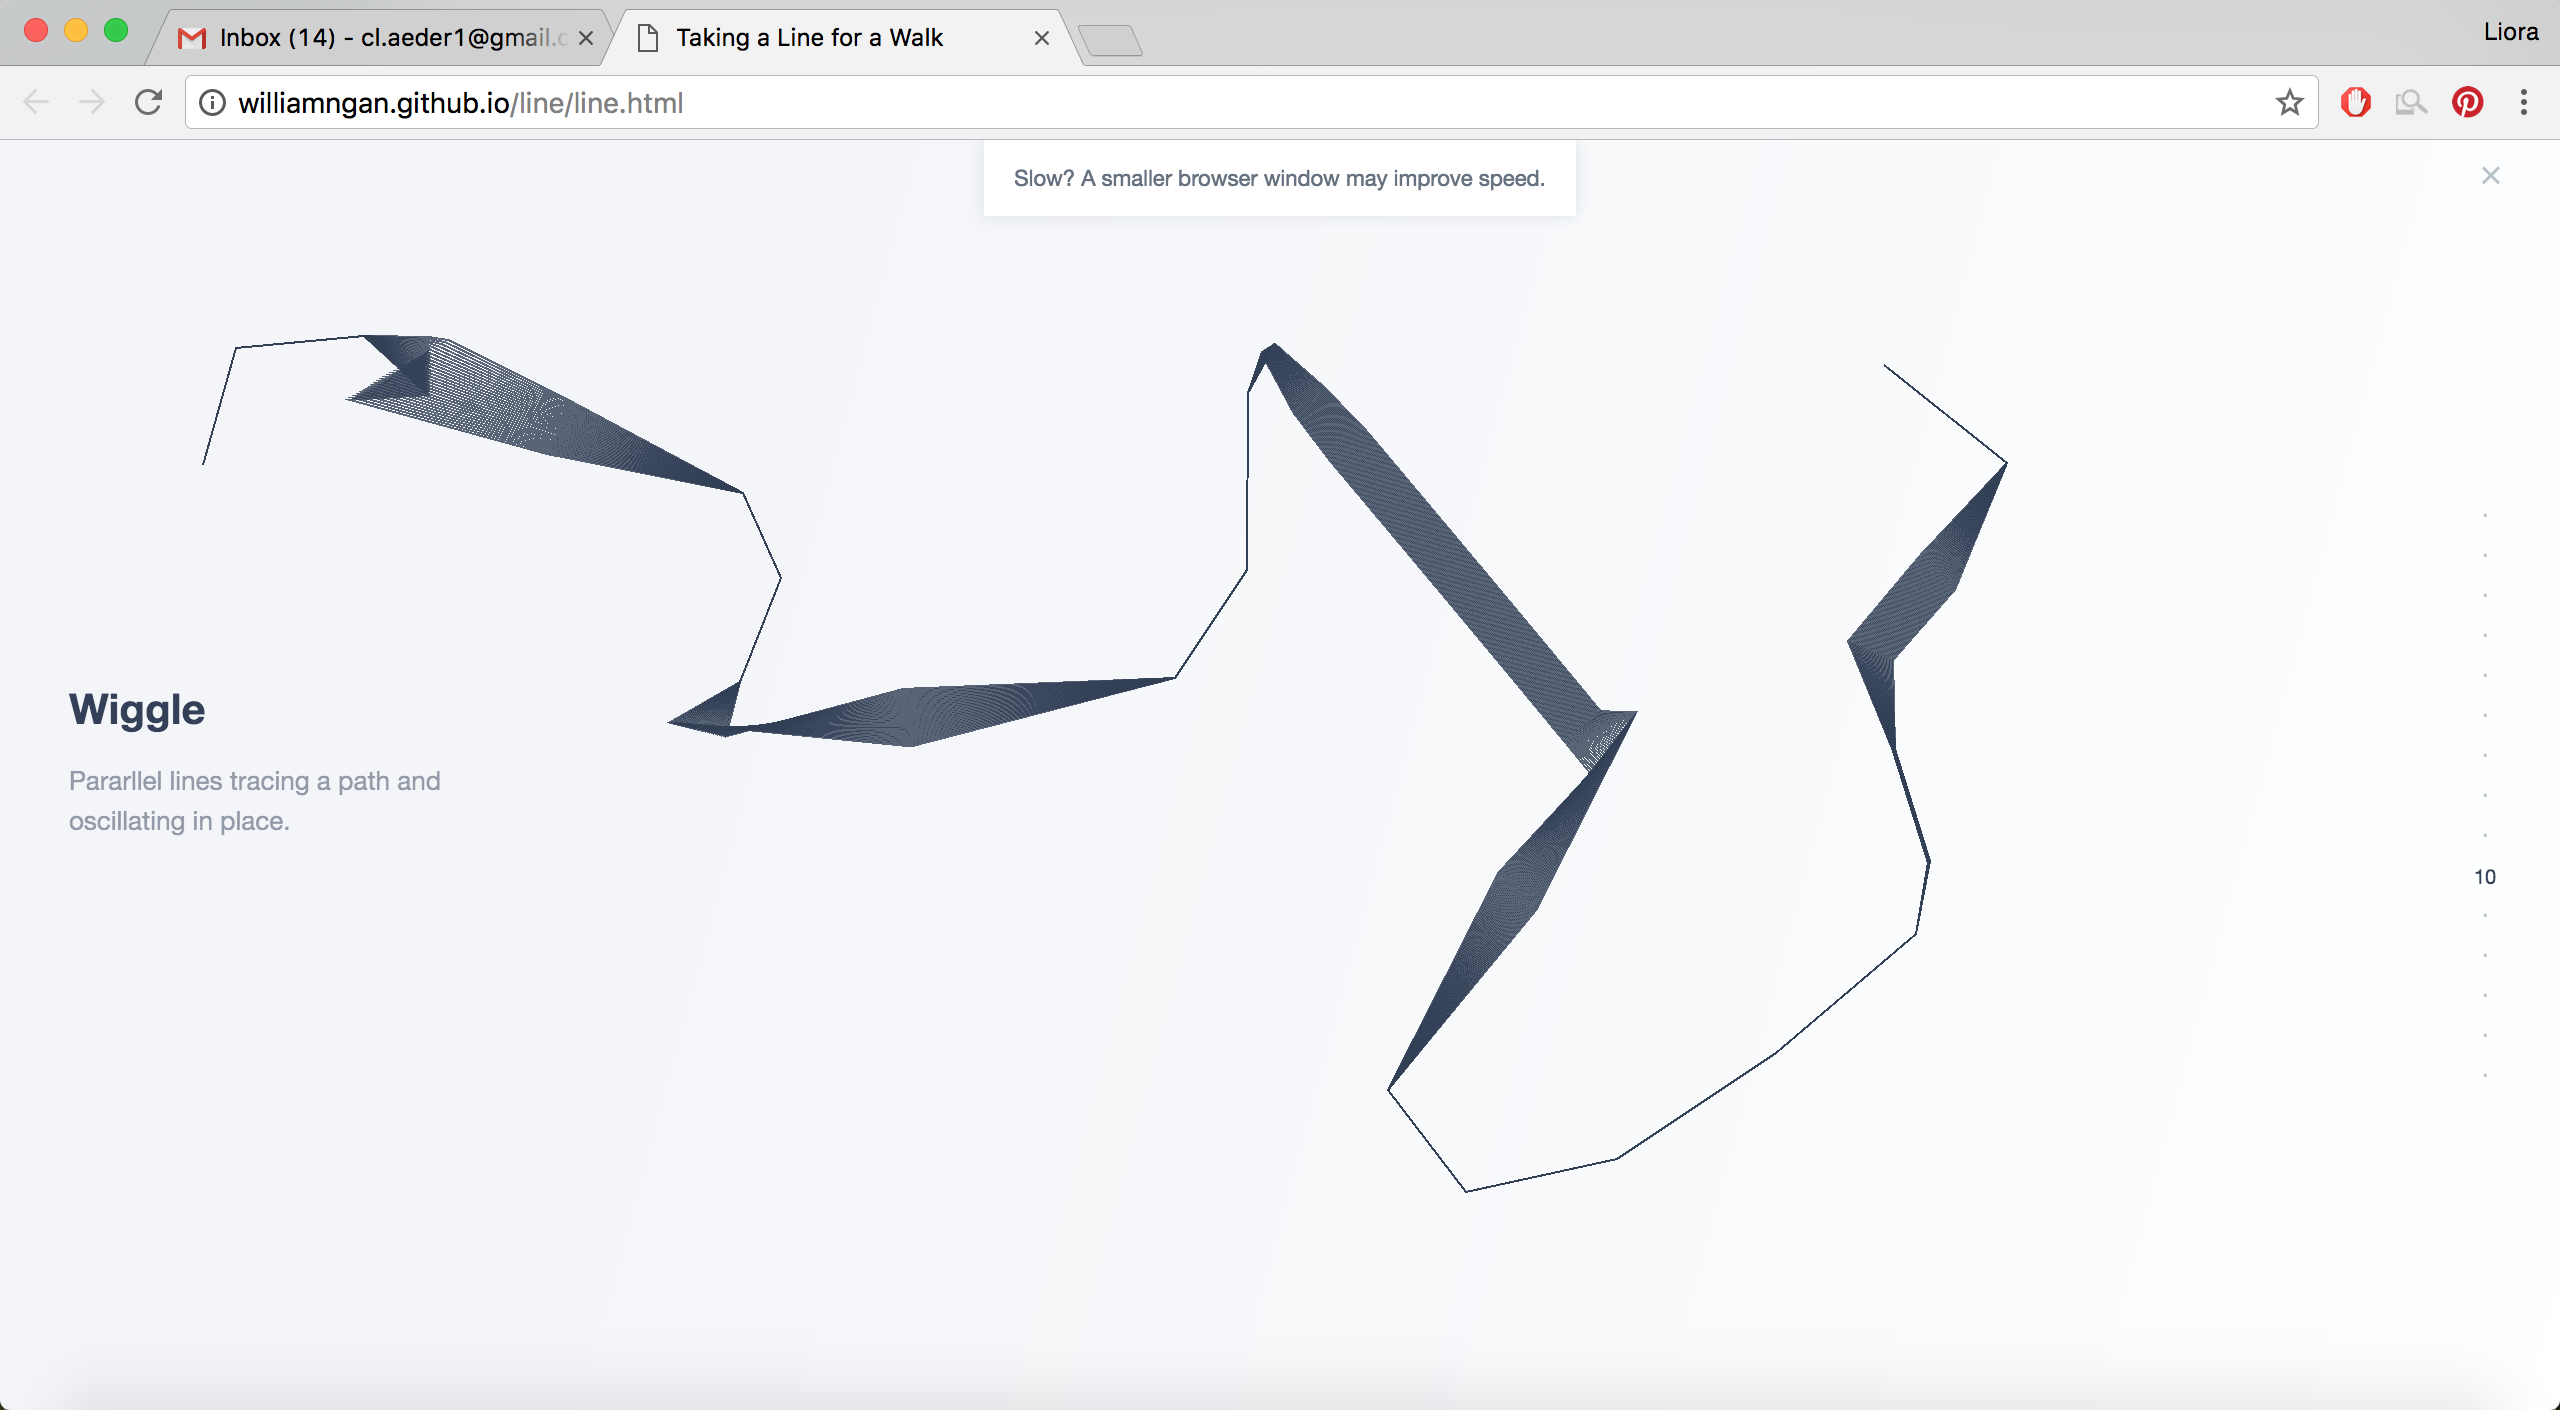 Inbox (14) - cl.aeder1@gmail.c
Taking a Line for a Walk
Liora
williamngan.github.io/line/line.html
Slow? A smaller browser window may improve speed.
Wiggle
Pararllel lines tracing a path and
oscillating in place.
10